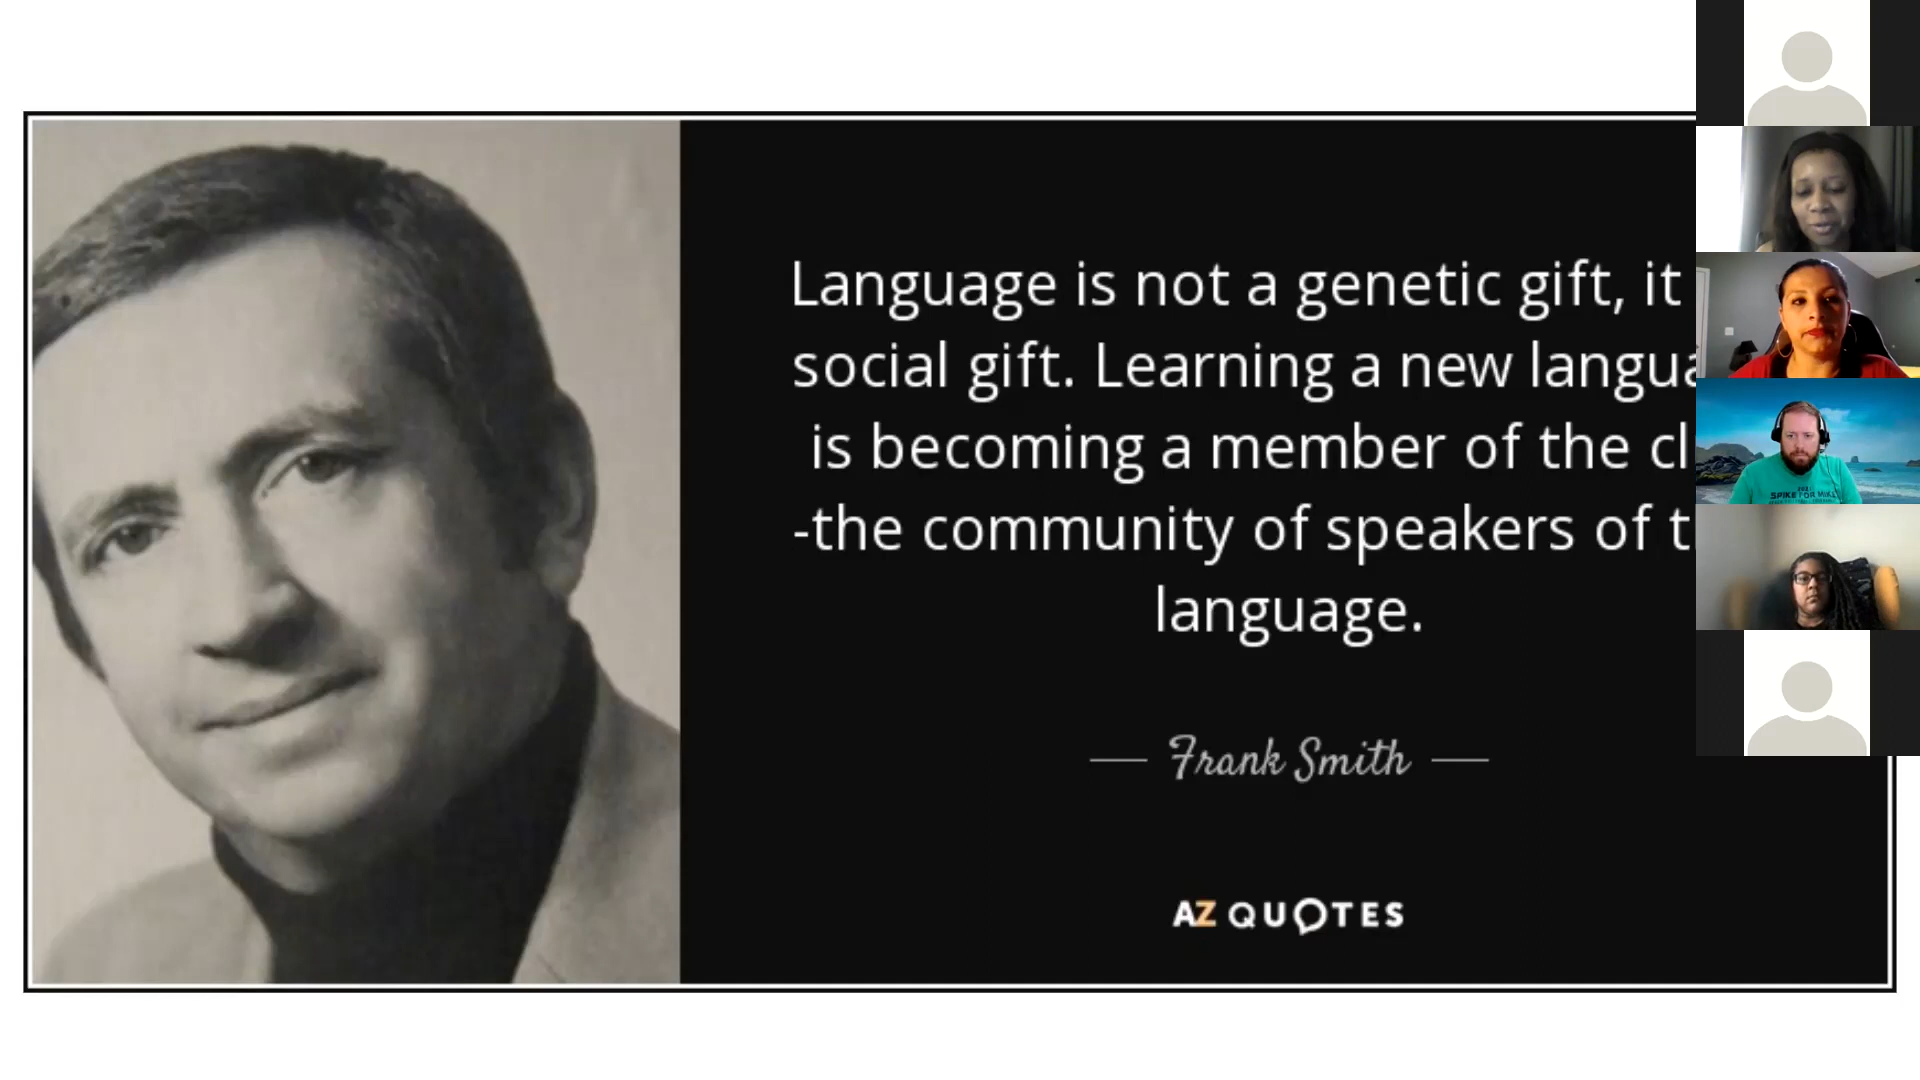 Language is not a genetic gift, it
social gift. Learning a new langua
is becoming a member of the cl
-the community of speakers of t
language.
Frank Smith
AZ QUOTES
SPIKE FOR MIKE